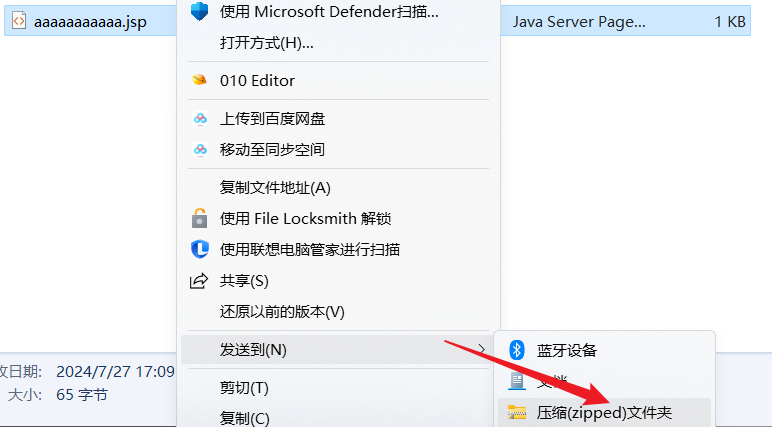 aaaaaaaaaaa.jsp
Java Server Page...
1 KB
使用 Microsoft Defender扫描...
打开方式(H)...
010 Editor
上传到百度网盘
移动至同步空间
复制文件地址(A)
使用 File Locksmith 解锁
使用联想电脑管家进行扫描
共享(S)
还原以前的版本(V)
发送到(N)
剪切(T)
复制(C)
蓝牙设备
文档
压缩(zipped)文件夹
改日期: 2024/7/27 17:09
大小: 65 字节